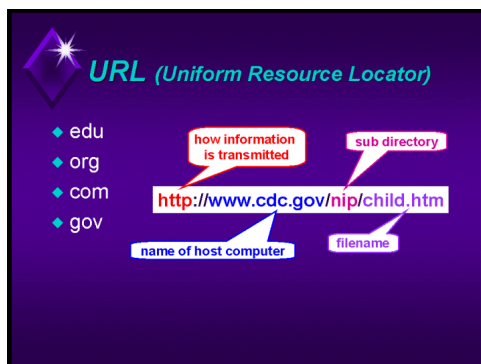 URL (Uniform Resource Locator)
edu
org
com
gov
how information
is transmitted
sub directory
http://www.cdc.gov/nip/child.htm
name of host computer
filename